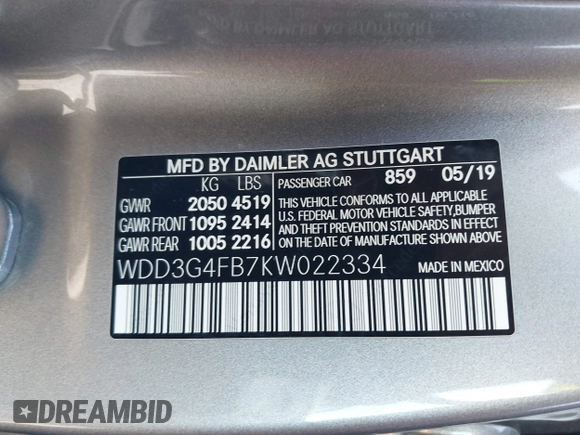 MFD BY DAIMLER AG STUTTGART
KG LBS
GVWR 2050 4519
GAWR FRONT 1095 2414
GAWR REAR 1005 2216
PASSENGER CAR 859 05/19
THIS VEHICLE CONFORMS TO ALL APPLICABLE
U.S. FEDERAL MOTOR VEHICLE SAFETY, BUMPER
AND THEFT PREVENTION STANDARDS IN EFFECT
ON THE DATE OF MANUFACTURE SHOWN ABOVE.
WDD3G4FB7KW022334 MADE IN MEXICO
DREAMBID